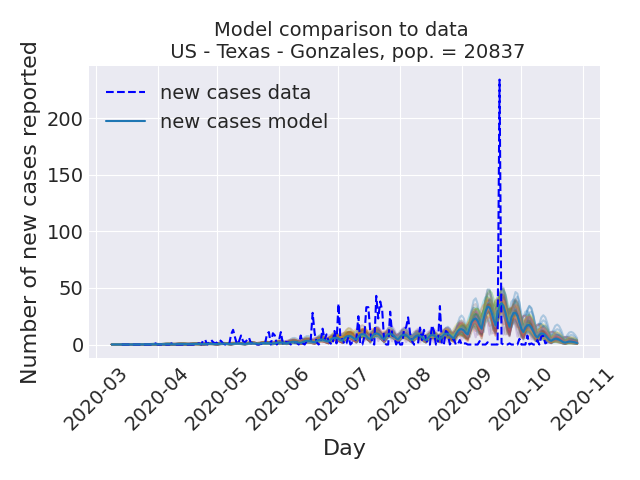 Model comparison to data
US - Texas - Gonzales, pop. = 20837
new cases data
new cases model
Number of new cases reported
200
150
100
50
0
2020-03
2020-04
2020-05
2020-06
2020-07
2020-08
2020-09
2020-10
2020-11
Day